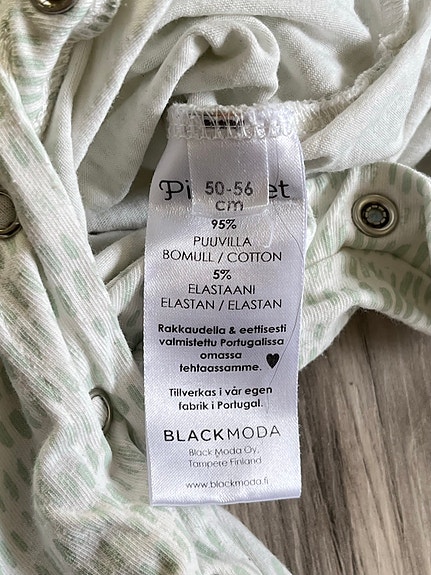 50-56
cm
95%
PUUVILLA
BOMULL / COTTON
5%
ELASTAANI
ELASTAN / ELASTAN
Rakkaudella & eettisesti
valmistettu Portugalissa
omassa
tehtaassamme.
Tillverkas i vår egen
fabrik i Portugal.
BLACKMODA
Black Moda Oy,
Tampere Finland
www.blackmoda.fi